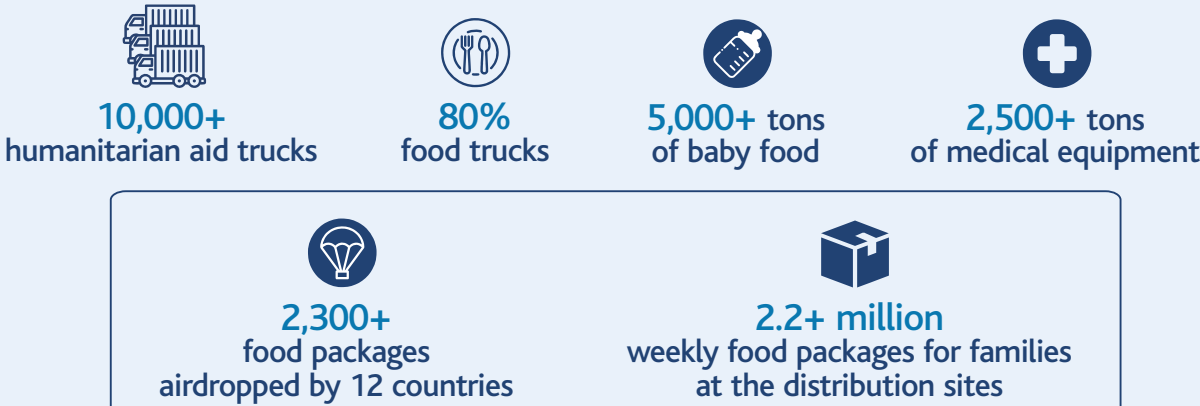 10,000+
humanitarian aid trucks
80%
food trucks
5,000+ tons
of baby food
2,500+ tons
of medical equipment
2,300+
food packages
airdropped by 12 countries
2.2+ million
weekly food packages for families
at the distribution sites